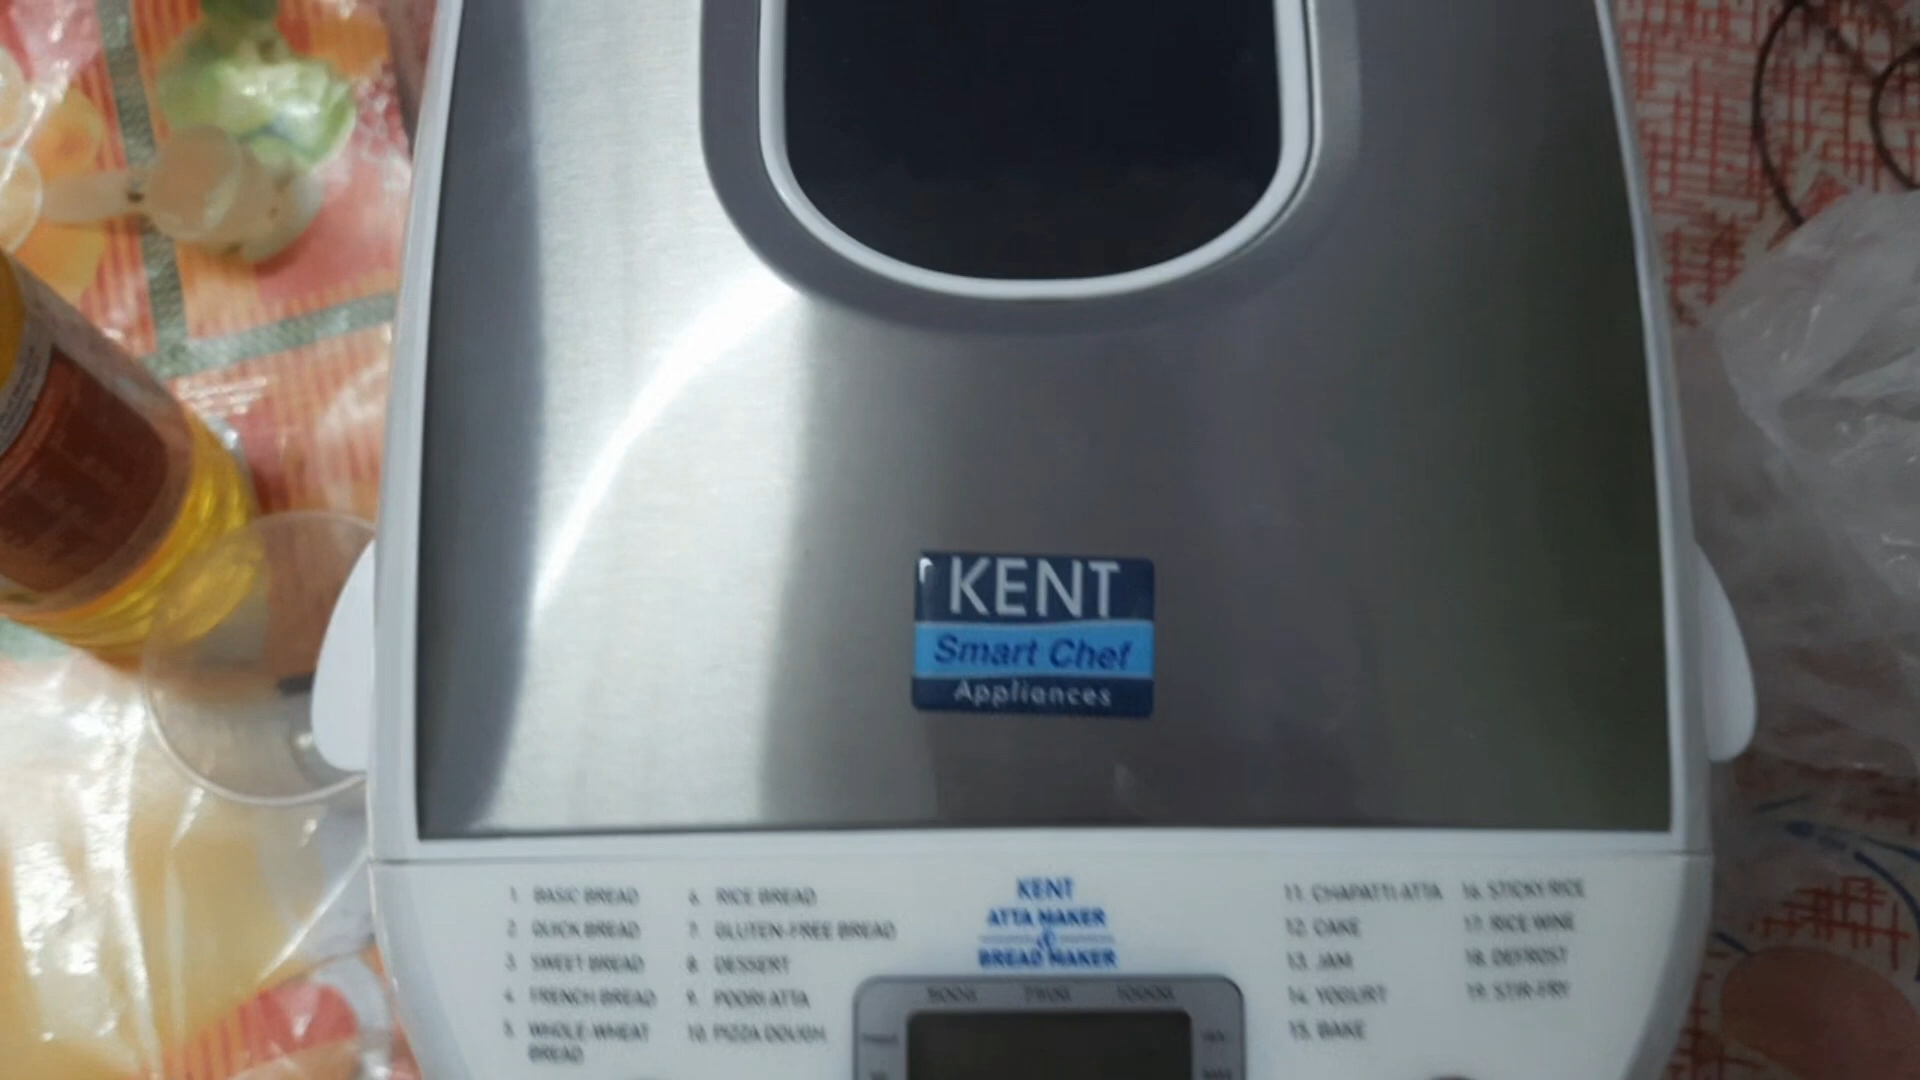 KENT
Smart Chef
Appliances
KENT
ATTA MAKER
&
BREAD MAKER
1. BASIC BREAD
2. QUICK BREAD
3. SWEET BREAD
4. FRENCH BREAD
5. WHOLE-WHEAT
BREAD
6. RICE BREAD
7. GLUTEN-FREE BREAD
8. DESSERT
9. POORI ATTA
10. PIZZA DOUGH
11. CHAPATTI ATTA
12. CAKE
13. JAM
14. YOGURT
15. BAKE
16. STICKY RICE
17. RICE WINE
18. DEFROST
19. STIR-FRY
500G 750G 1000G